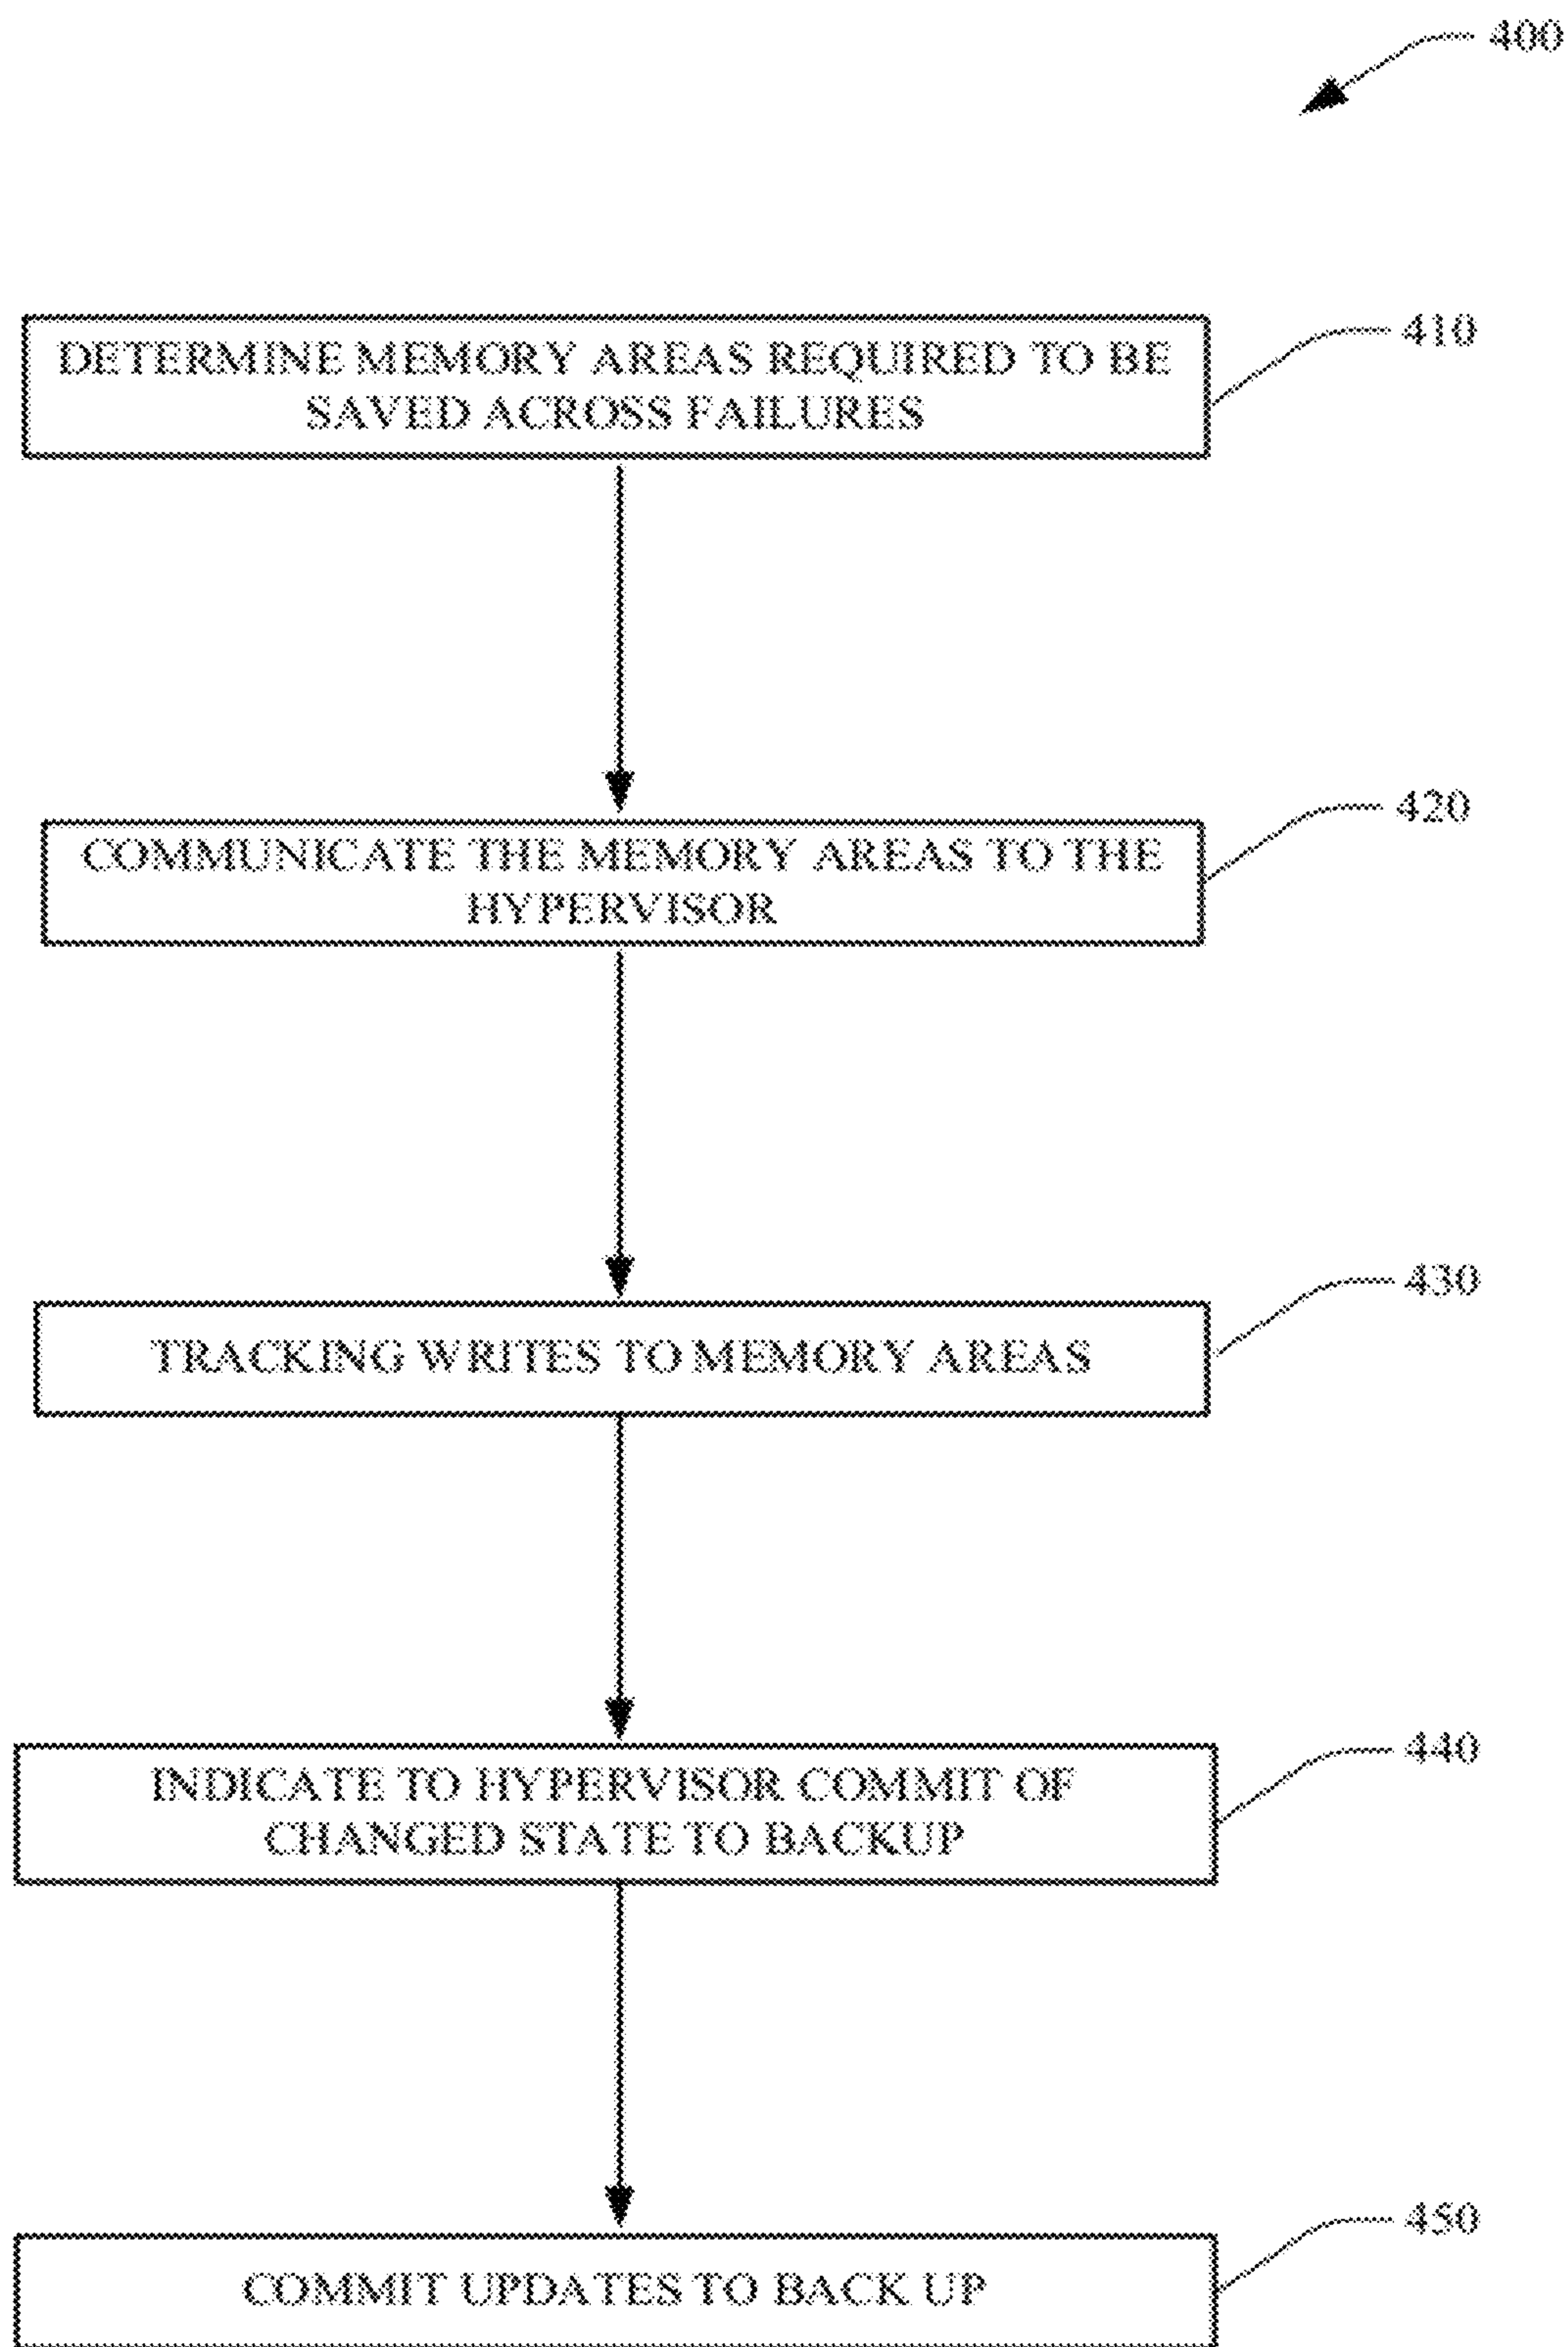 400
DETERMINE MEMORY AREAS REQUIRED TO BE
SAVED ACROSS FAILURES
410
COMMUNICATE THE MEMORY AREAS TO THE
HYPERVISOR
420
TRACKING WRITES TO MEMORY AREAS
430
INDICATE TO HYPERVISOR COMMIT OF
CHANGED STATE TO BACKUP
440
COMMIT UPDATES TO BACK UP
450